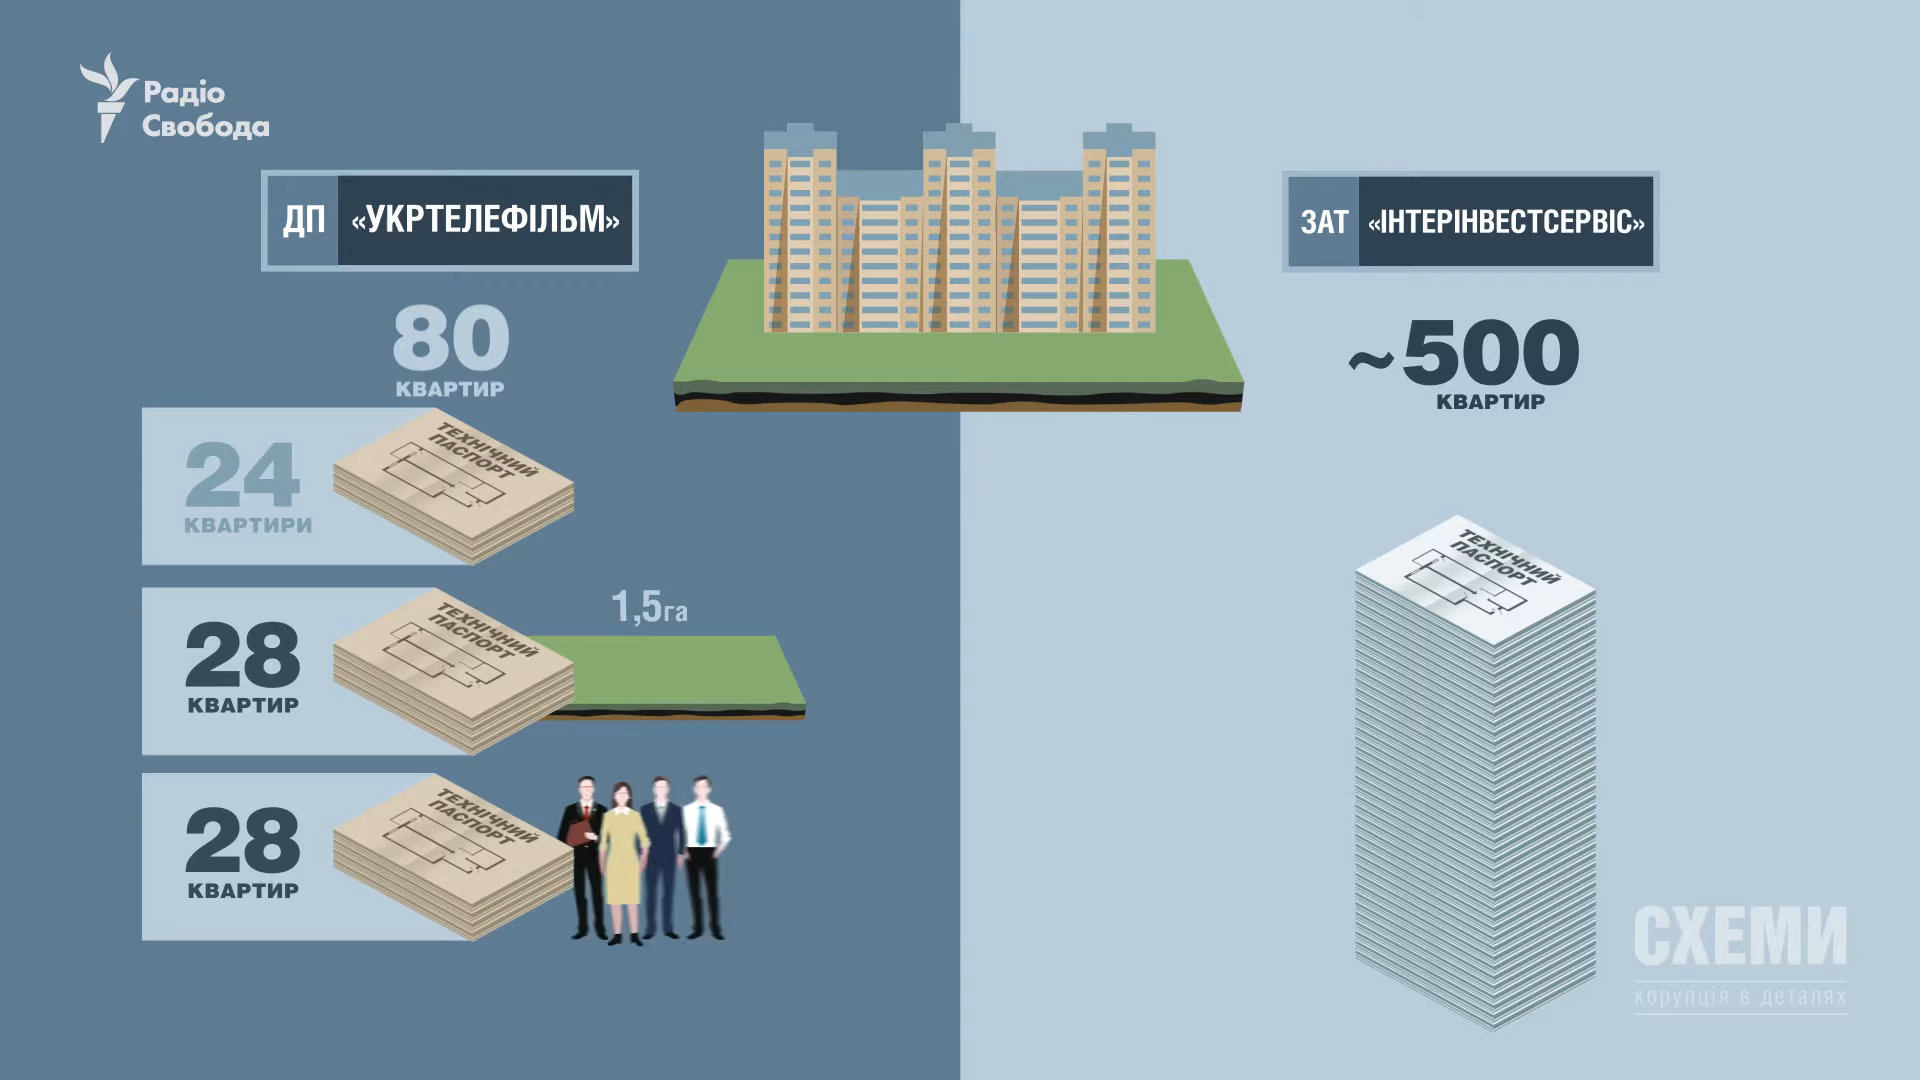 Радіо
Свобода
ДП «УКРТЕЛЕФІЛЬМ»
80
КВАРТИР
24
КВАРТИРИ
ТЕХНІЧНИЙ
ПАСПОРТ
28
КВАРТИР
ТЕХНІЧНИЙ
ПАСПОРТ
1,5га
28
КВАРТИР
ТЕХНІЧНИЙ
ПАСПОРТ
ЗАТ «ІНТЕРІНВЕСТСЕРВІС»
~500
КВАРТИР
ТЕХНІЧНИЙ
ПАСПОРТ
СХЕМИ
корупція в деталях